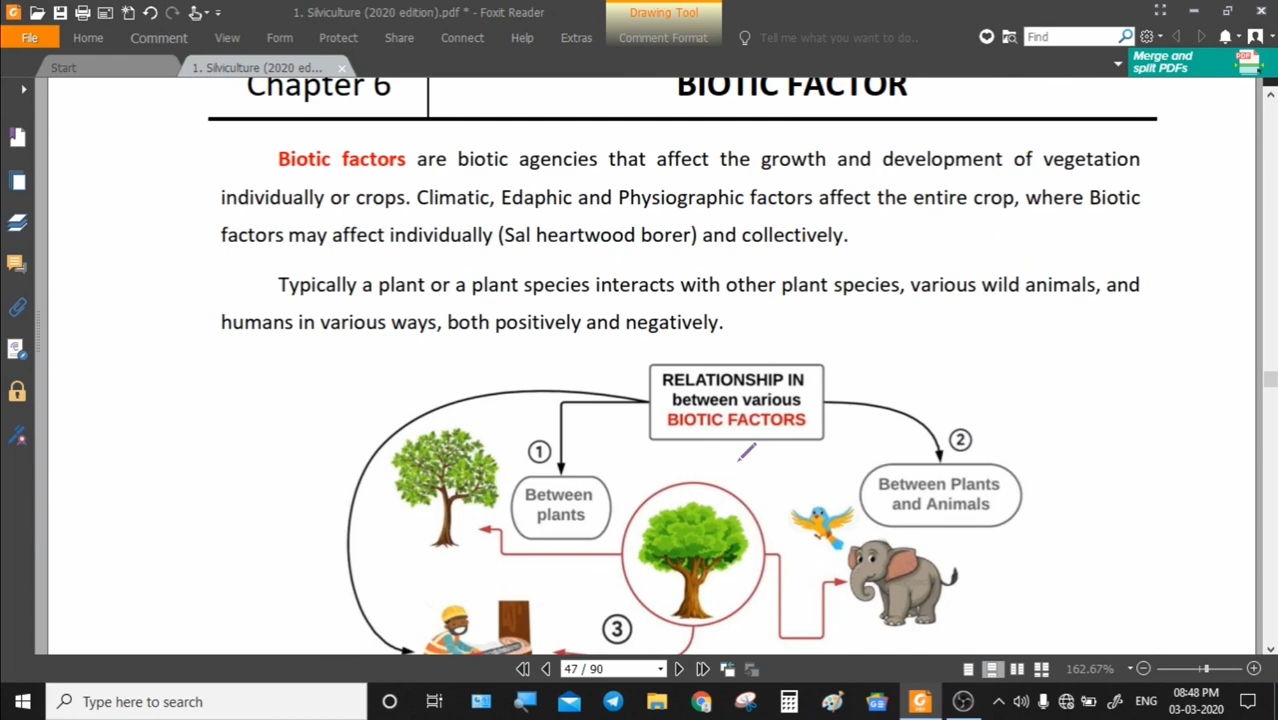 1. Silviculture (2020 edition).pdf * - Foxit Reader
Drawing Tool
File Home Comment View Form Protect Share Connect Help Extras Comment Format Tell me what you want to do... Find
Start 1. Silviculture (2020 ed... Merge and
split PDFs
PDF
Chapter 6 BIOTIC FACTOR
Biotic factors are biotic agencies that affect the growth and development of vegetation
individually or crops. Climatic, Edaphic and Physiographic factors affect the entire crop, where Biotic
factors may affect individually (Sal heartwood borer) and collectively.
Typically a plant or a plant species interacts with other plant species, various wild animals, and
humans in various ways, both positively and negatively.
RELATIONSHIP IN
between various
BIOTIC FACTORS
1
2
Between
plants
Between Plants
and Animals
3
47 / 90 162.67%
Type here to search
ENG
08:48 PM
03-03-2020